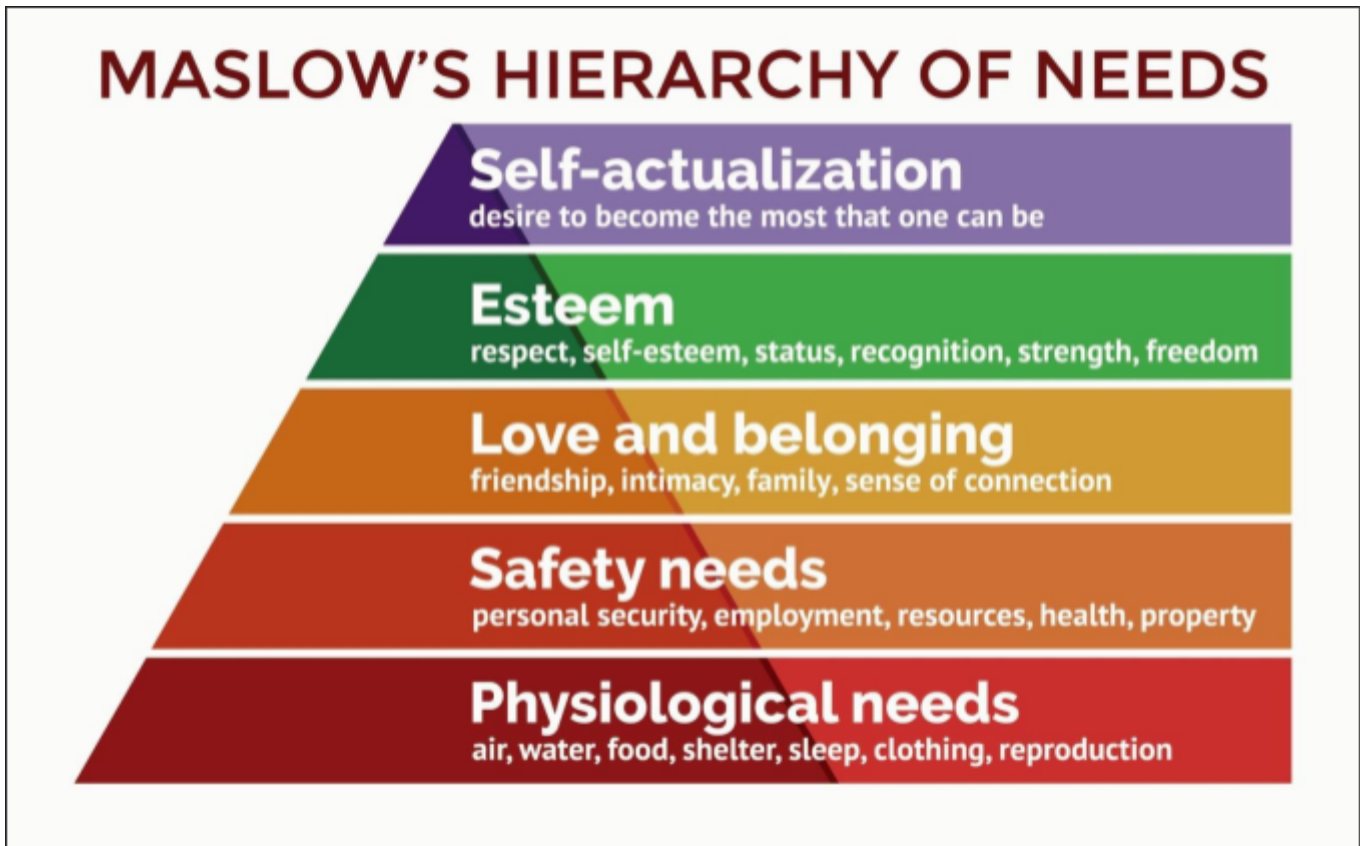 MASLOW'S HIERARCHY OF NEEDS
Self-actualization
desire to become the most that one can be
Esteem
respect, self-esteem, status, recognition, strength, freedom
Love and belonging
friendship, intimacy, family, sense of connection
Safety needs
personal security, employment, resources, health, property
Physiological needs
air, water, food, shelter, sleep, clothing, reproduction